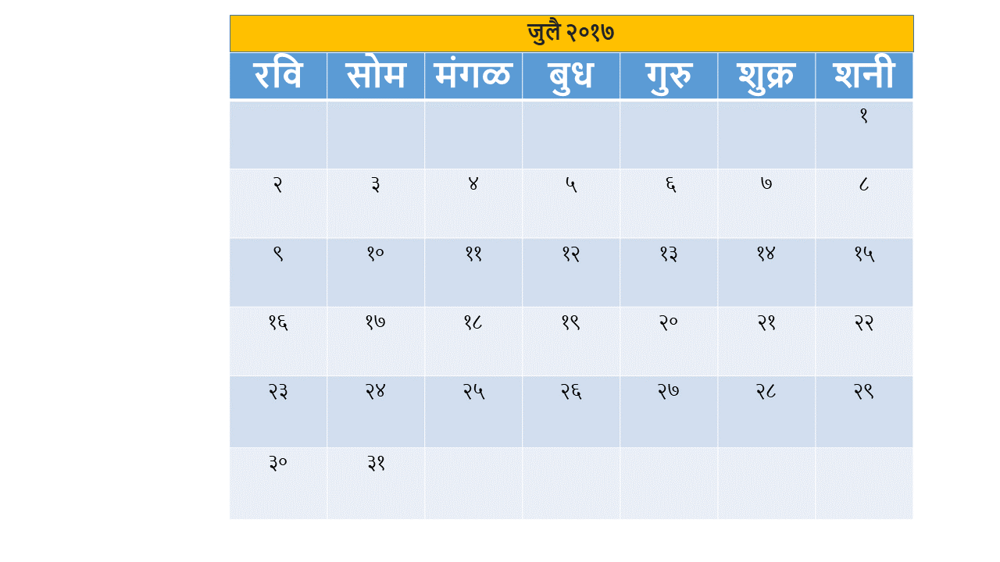 जुलै २०१७
रवि सोम मंगळ बुध गुरु शुक्र शनी
१
२ ३ ४ ५ ६ ७ ८
९ १० ११ १२ १३ १४ १५
१६ १७ १८ १९ २० २१ २२
२३ २४ २५ २६ २७ २८ २९
३० ३१